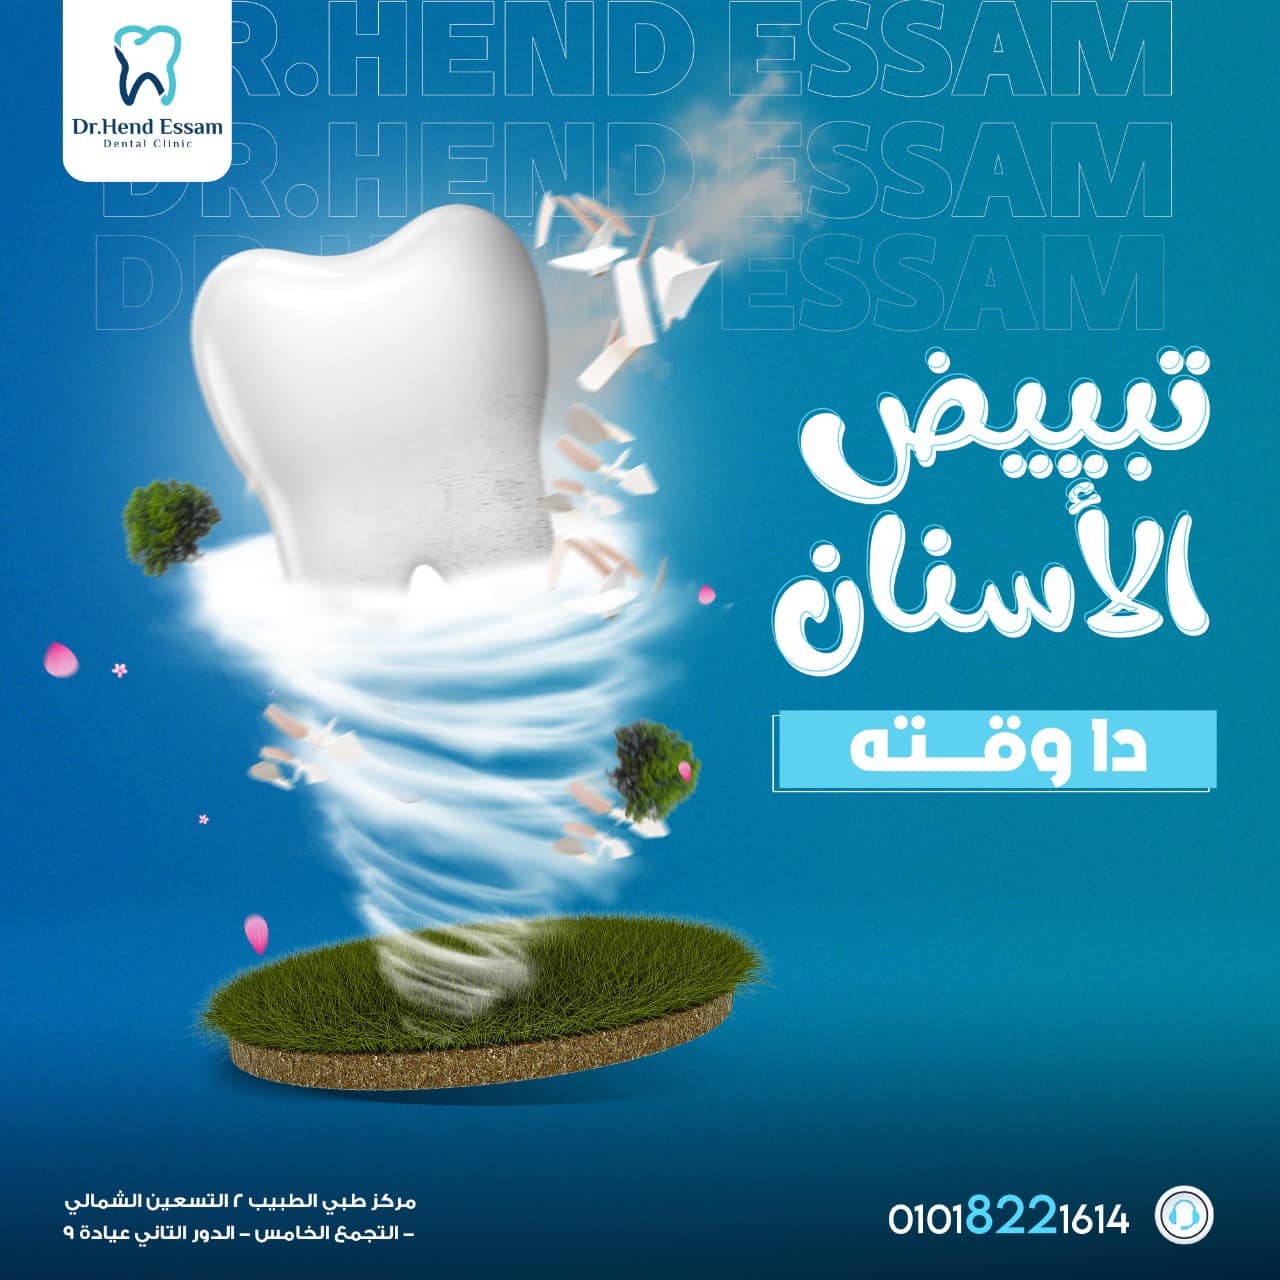 DR.HEND ESSAM
DR.HEND ESSAM
DR.HEND ESSAM
Dr.Hend Essam
Dental Clinic
تبييض
الأسنان
دا وقـــته
مركز طبي الطبيب ٢ التسعين الشمالي
- التجمع الخامس - الدور التاني عيادة ٩
01018221614